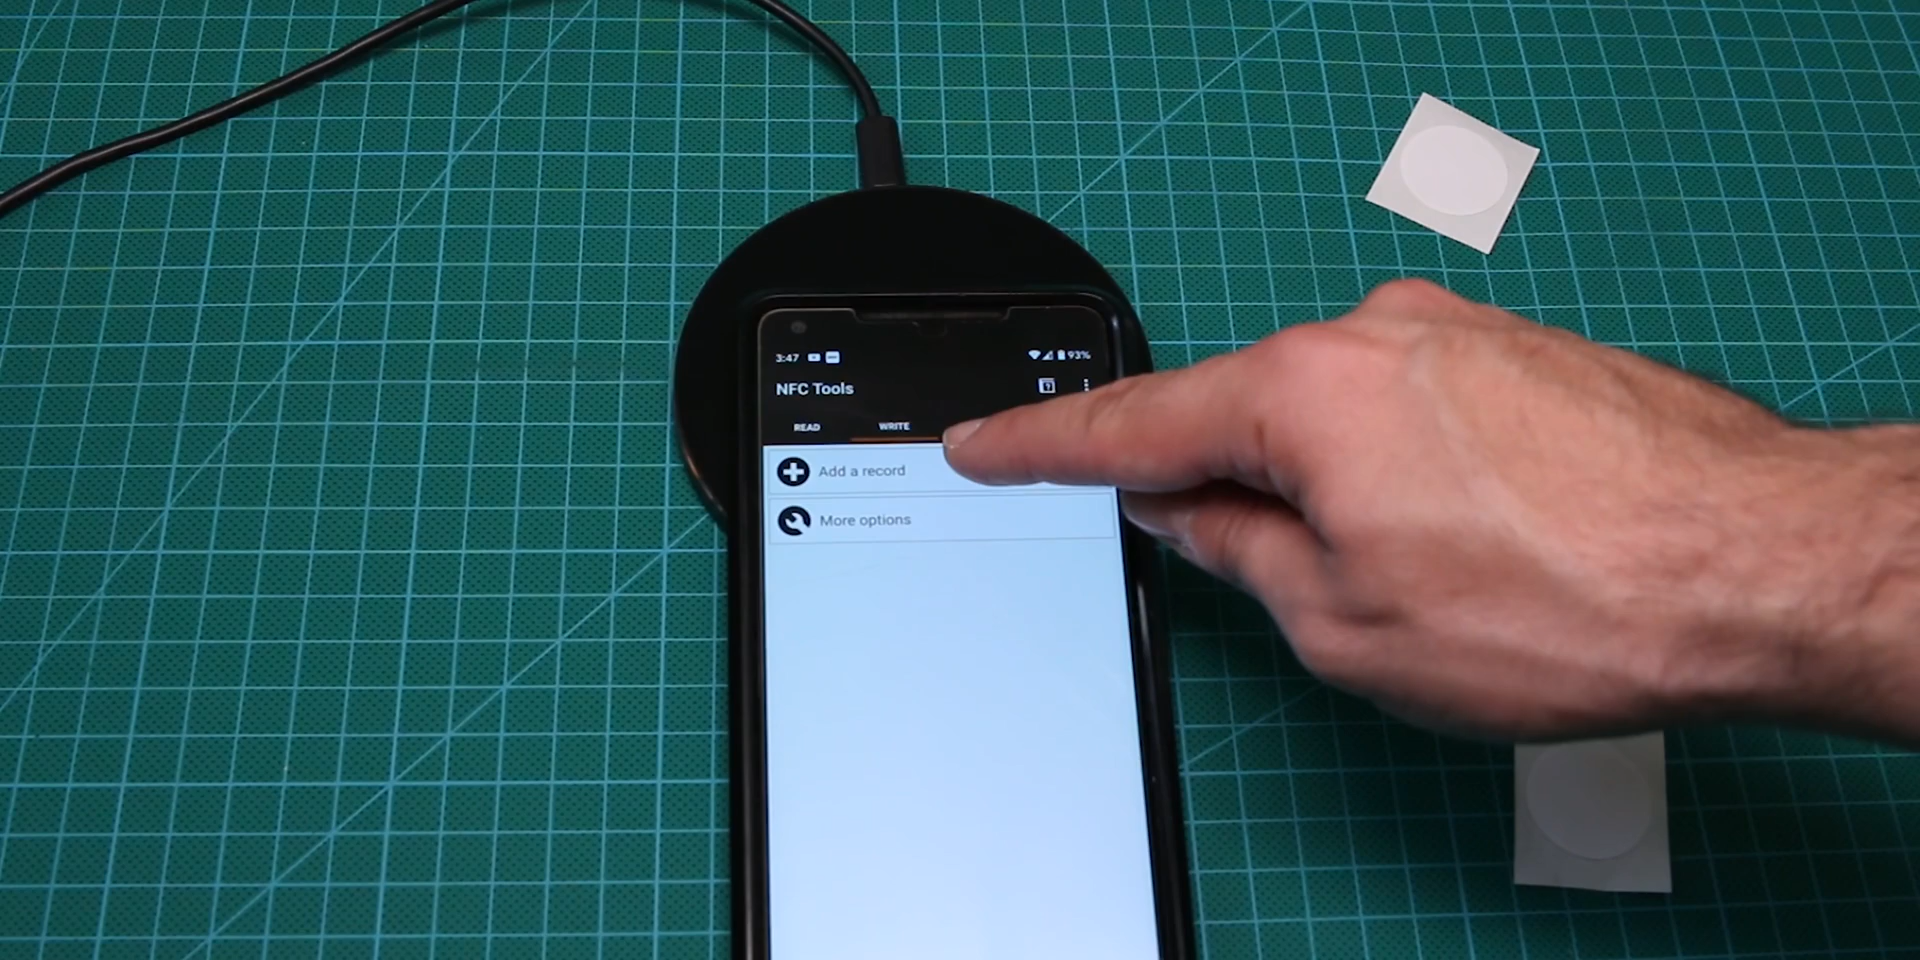 3:47 93%
NFC Tools
READ WRITE
Add a record
More options